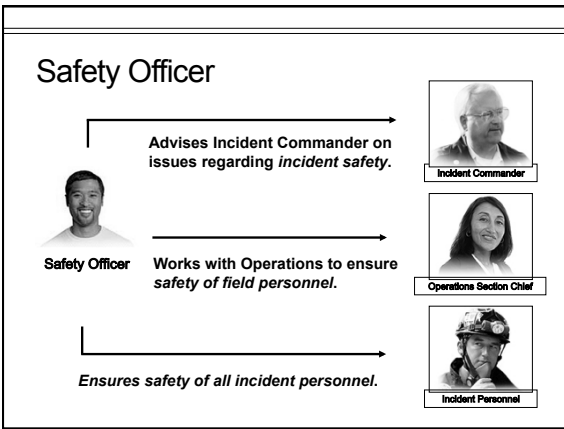 Safety Officer
Advises Incident Commander on
issues regarding incident safety.
Incident Commander
Safety Officer
Works with Operations to ensure
safety of field personnel.
Operations Section Chief
Ensures safety of all incident personnel.
Incident Personnel